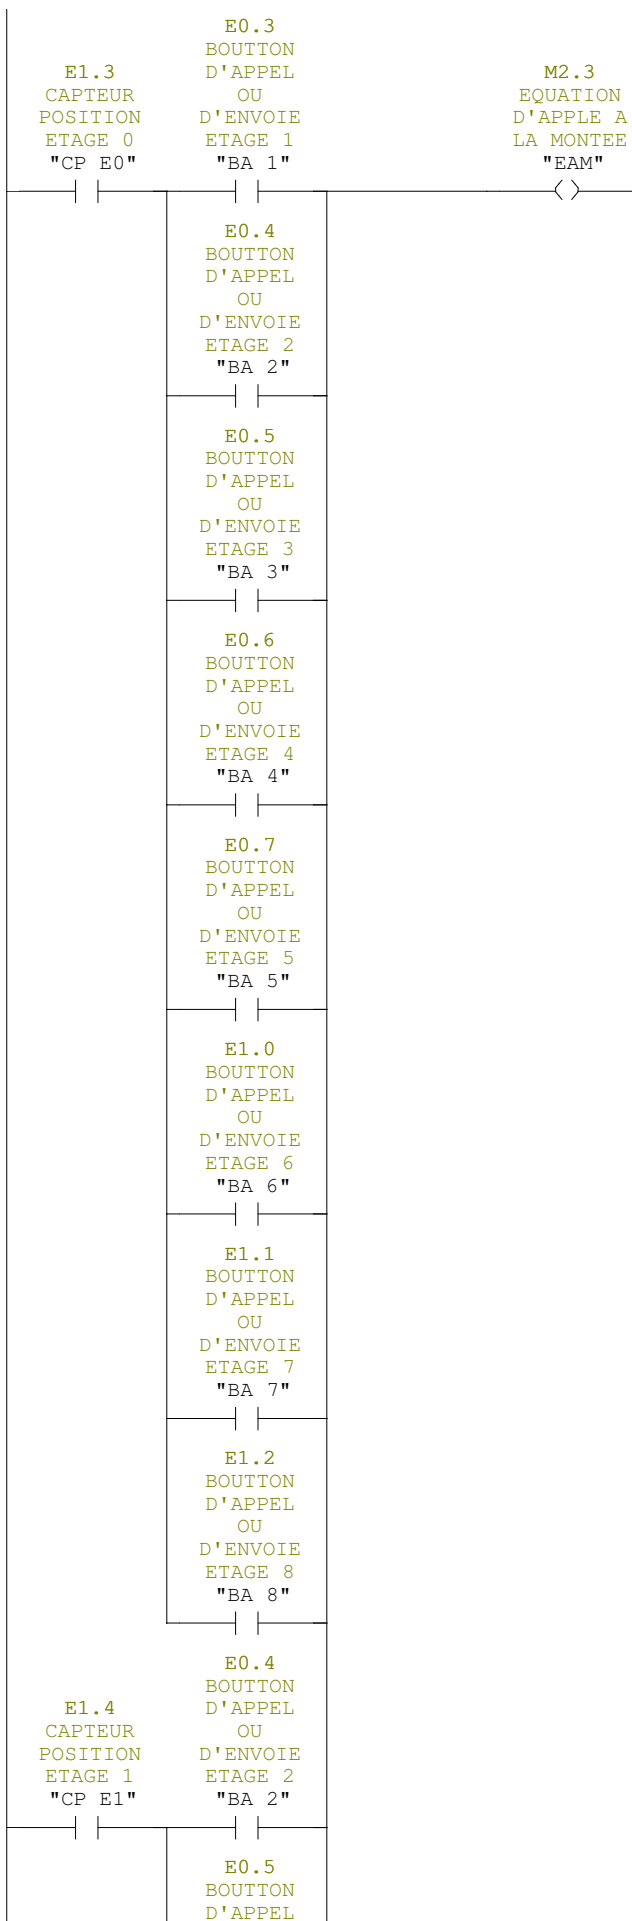 E1.3
CAPTEUR
POSITION
ETAGE 0
"CP E0"
E0.3
BOUTTON
D'APPEL
OU
D'ENVOIE
ETAGE 1
"BA 1"
M2.3
EQUATION
D'APPLE A
LA MONTEE
"EAM"
E0.4
BOUTTON
D'APPEL
OU
D'ENVOIE
ETAGE 2
"BA 2"
E0.5
BOUTTON
D'APPEL
OU
D'ENVOIE
ETAGE 3
"BA 3"
E0.6
BOUTTON
D'APPEL
OU
D'ENVOIE
ETAGE 4
"BA 4"
E0.7
BOUTTON
D'APPEL
OU
D'ENVOIE
ETAGE 5
"BA 5"
E1.0
BOUTTON
D'APPEL
OU
D'ENVOIE
ETAGE 6
"BA 6"
E1.1
BOUTTON
D'APPEL
OU
D'ENVOIE
ETAGE 7
"BA 7"
E1.2
BOUTTON
D'APPEL
OU
D'ENVOIE
ETAGE 8
"BA 8"
E1.4
CAPTEUR
POSITION
ETAGE 1
"CP E1"
E0.4
BOUTTON
D'APPEL
OU
D'ENVOIE
ETAGE 2
"BA 2"
E0.5
BOUTTON
D'APPEL